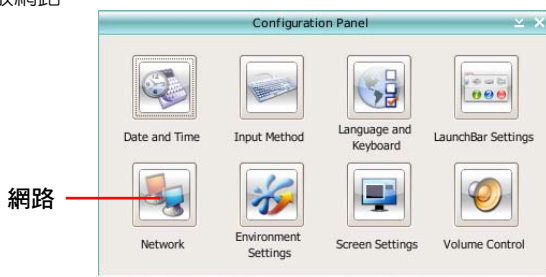 Configuration Panel
Date and Time
Input Method
Language and
Keyboard
LaunchBar Settings
網路
Network
Environment
Settings
Screen Settings
Volume Control